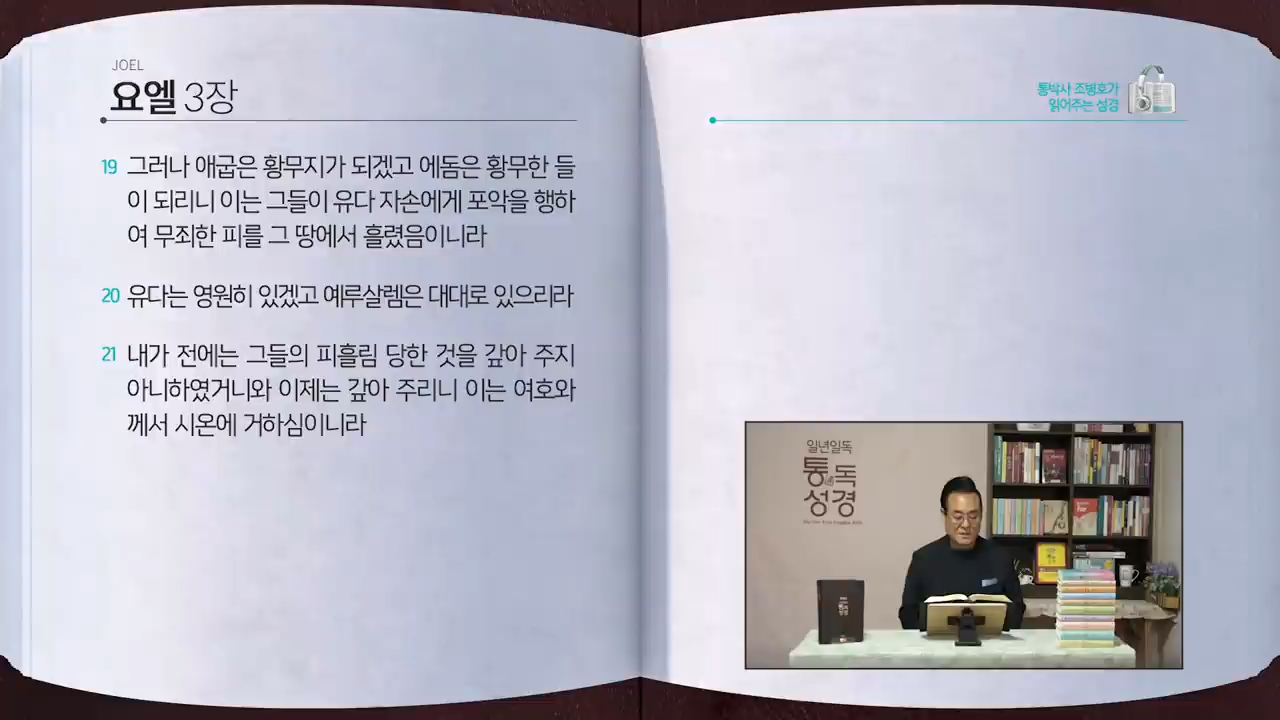 JOEL
요엘 3장
19 그러나 애굽은 황무지가 되겠고 에돔은 황무한 들
이 되리니 이는 그들이 유다 자손에게 포악을 행하
여 무죄한 피를 그 땅에서 흘렸음이니라
20 유다는 영원히 있겠고 예루살렘은 대대로 있으리라
21 내가 전에는 그들의 피흘림 당한 것을 갚아 주지
아니하였거니와 이제는 갚아 주리니 이는 여호와
께서 시온에 거하심이니라
통박사 조병호가
읽어주는 성경
일년일독
통독
성경